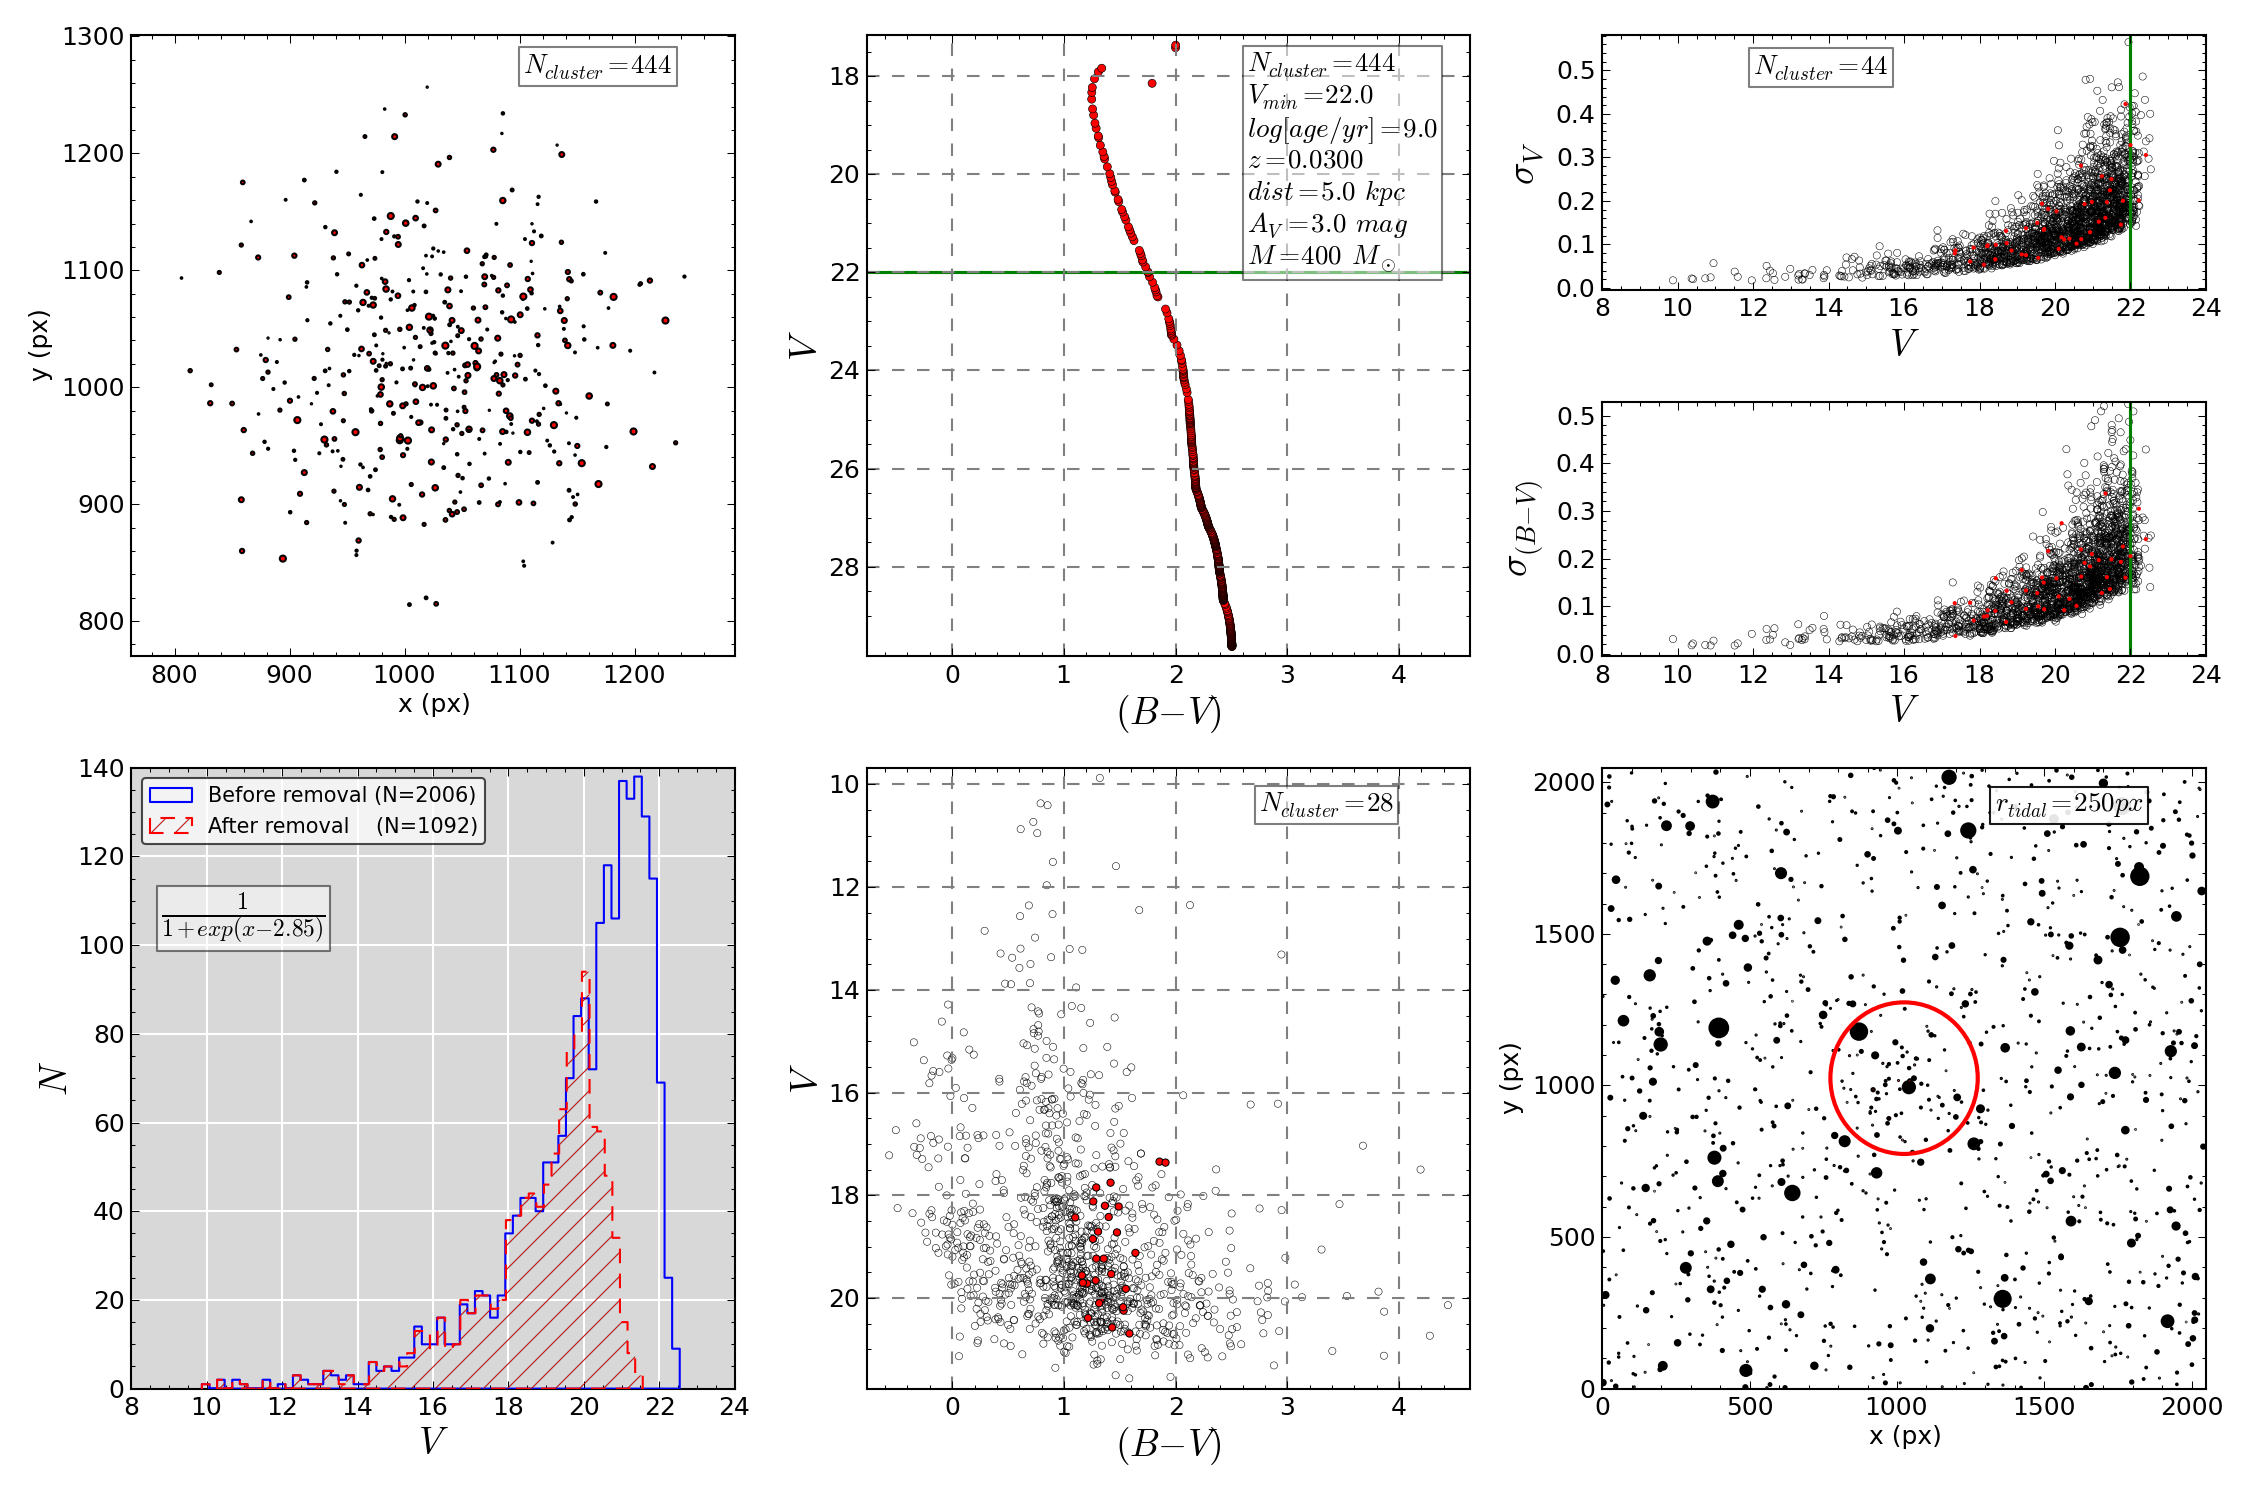 1300
1200
1100
1000
900
800
800 900 1000 1100 1200
x (px)
y (px)
N_cluster = 444
18
20
22
24
26
28
0 1 2 3 4
(B−V)
V
N_cluster = 444
V_min = 22.0
log[age/yr] = 9.0
z = 0.0300
dist = 5.0 kpc
A_V = 3.0 mag
M = 400 M_⊙
0.5
0.4
0.3
0.2
0.1
0.0
8 10 12 14 16 18 20 22 24
V
σ_V
N_cluster = 44
0.5
0.4
0.3
0.2
0.1
0.0
8 10 12 14 16 18 20 22 24
V
σ_(B−V)
140
120
100
80
60
40
20
0
8 10 12 14 16 18 20 22 24
V
N
Before removal (N=2006)
After removal (N=1092)
1
1+exp(x−2.85)
10
12
14
16
18
20
0 1 2 3 4
(B−V)
V
N_cluster = 28
2000
1500
1000
500
0
0 500 1000 1500 2000
x (px)
y (px)
r_tidal = 250px